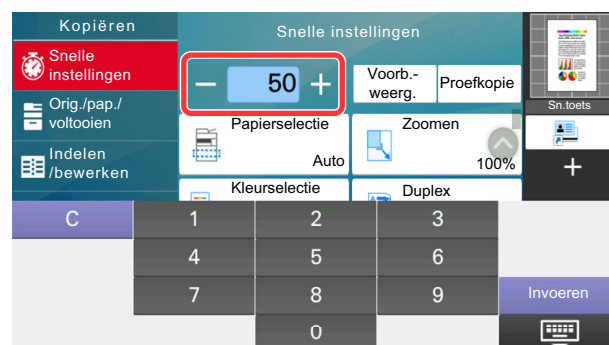 Kopiëren
Snelle instellingen
Snelle
instellingen
− 50 +
Voorb.-
weerg.
Proefkopie
Sn.toets
Orig./pap./
voltooien
Papierselectie
Auto
Zoomen
100%
+
Indelen
/bewerken
Kleurselectie
Duplex
C
1 2 3
4 5 6
7 8 9
Invoeren
0